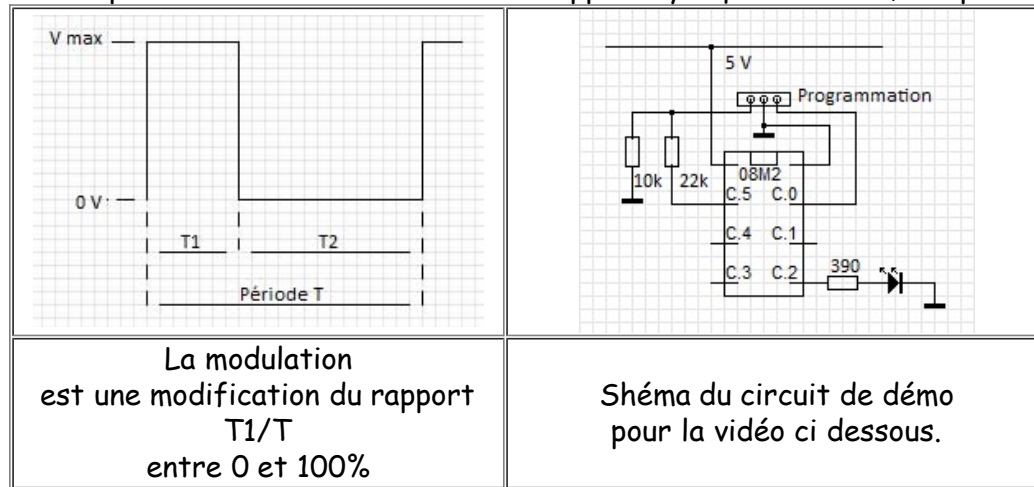 V max
0 V
T1
T2
Période T
5 V
Programmation
10k
22k
08M2
C.5
C.0
C.4
C.1
C.3
C.2
390
La modulation
est une modification du rapport
T1/T
entre 0 et 100%
Shéma du circuit de démo
pour la vidéo ci dessous.